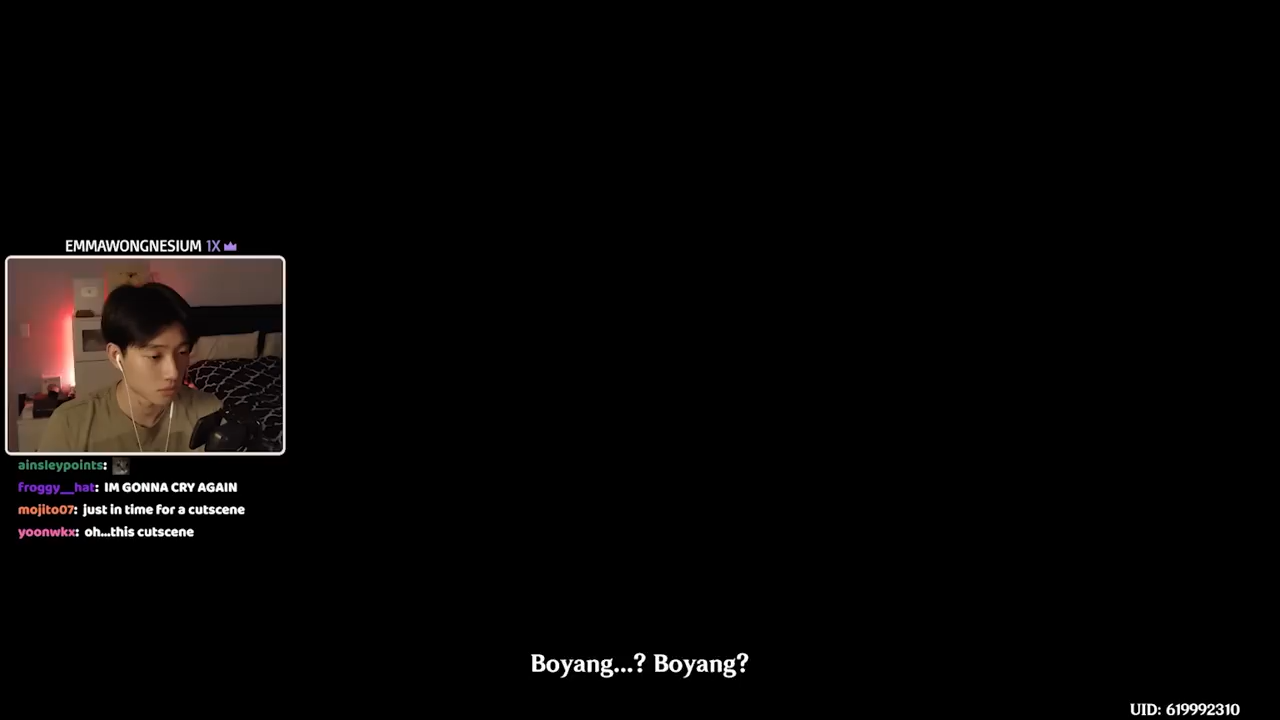 EMMAWONGNESIUM 1X
ainsleypoints:
froggy__hat: IM GONNA CRY AGAIN
mojito07: just in time for a cutscene
yoonwkx: oh...this cutscene
Boyang...? Boyang?
UID: 619992310